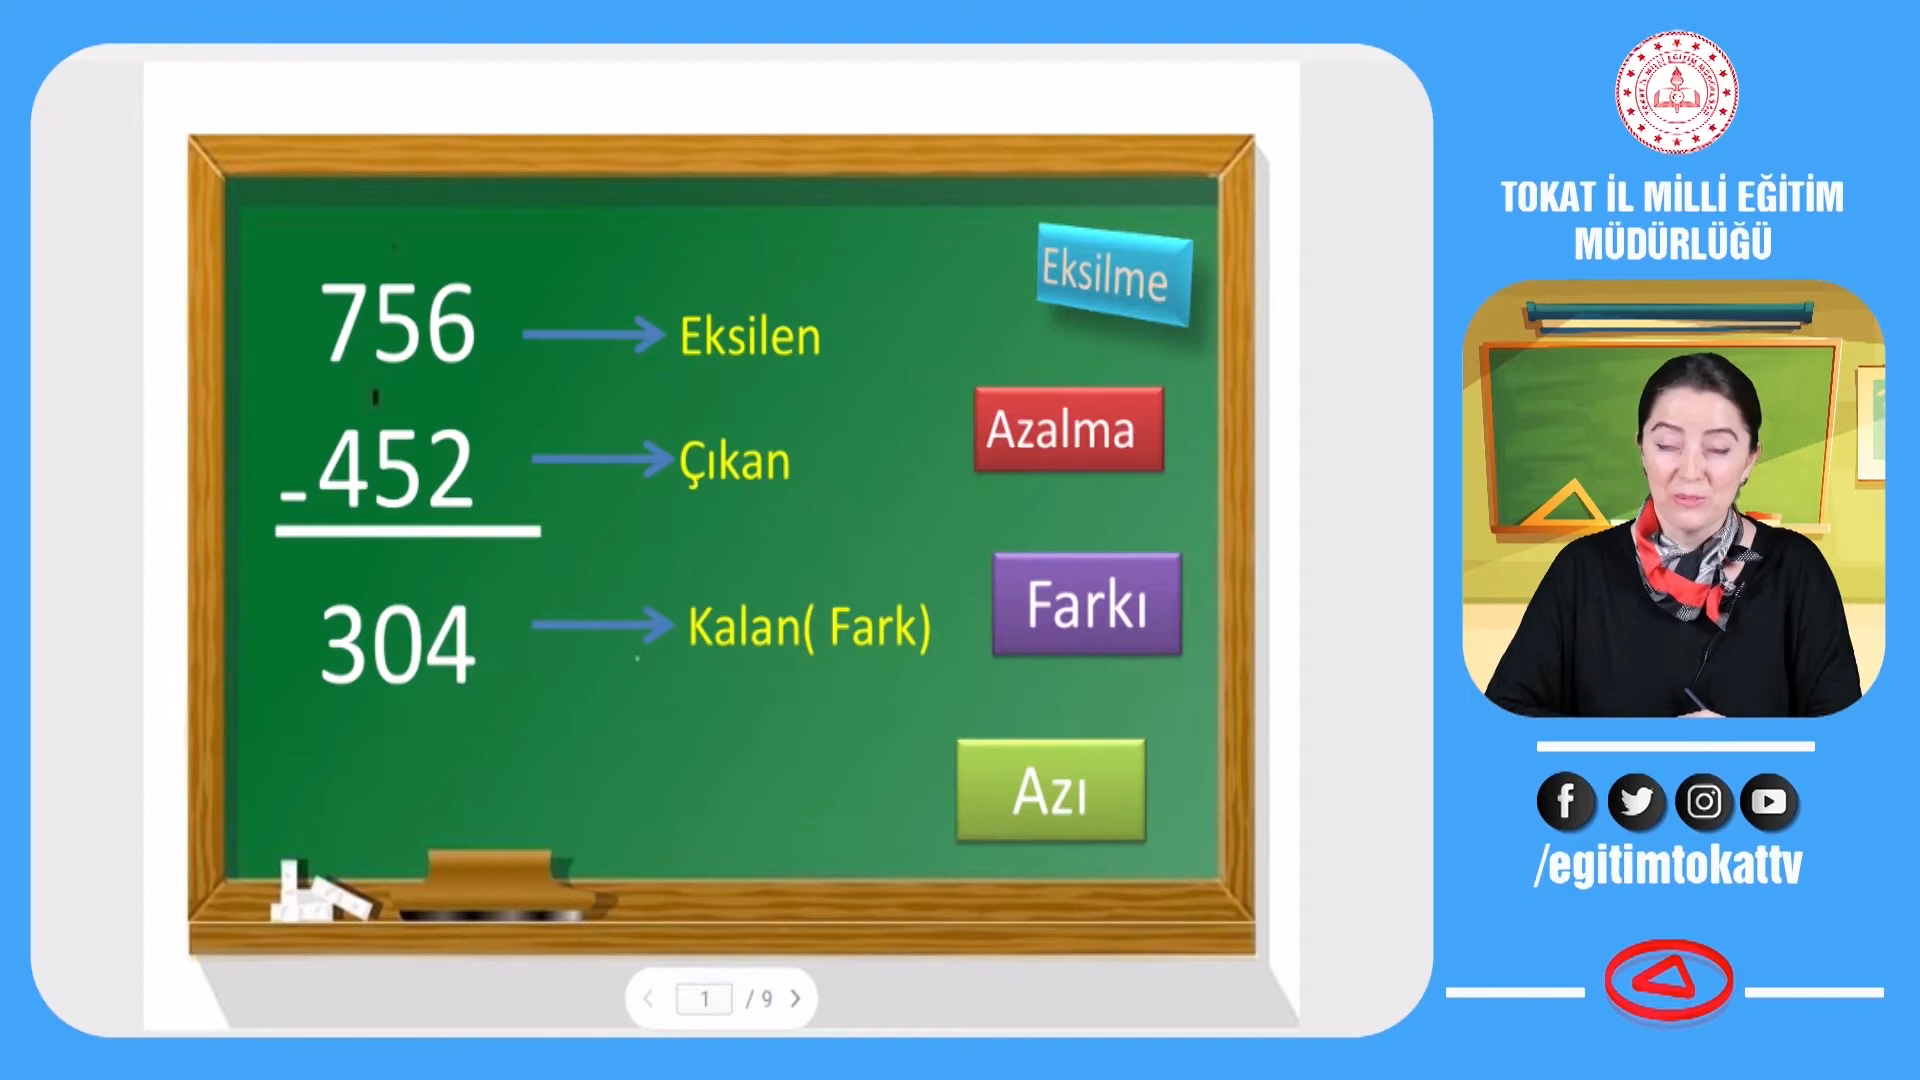 756
Eksilen
-452
Çıkan
304
Kalan( Fark)
Eksilme
Azalma
Farkı
Azı
1 / 9
TOKAT İL MİLLİ EĞİTİM
MÜDÜRLÜĞÜ
/egitimtokattv